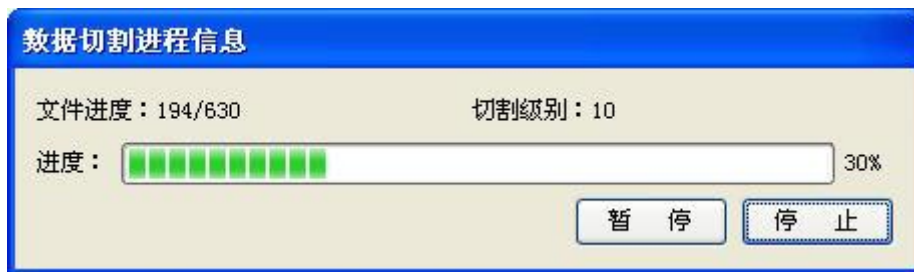 数据切割进程信息
文件进度：194/630 切割级别：10
进度： 30%
暂 停 停 止